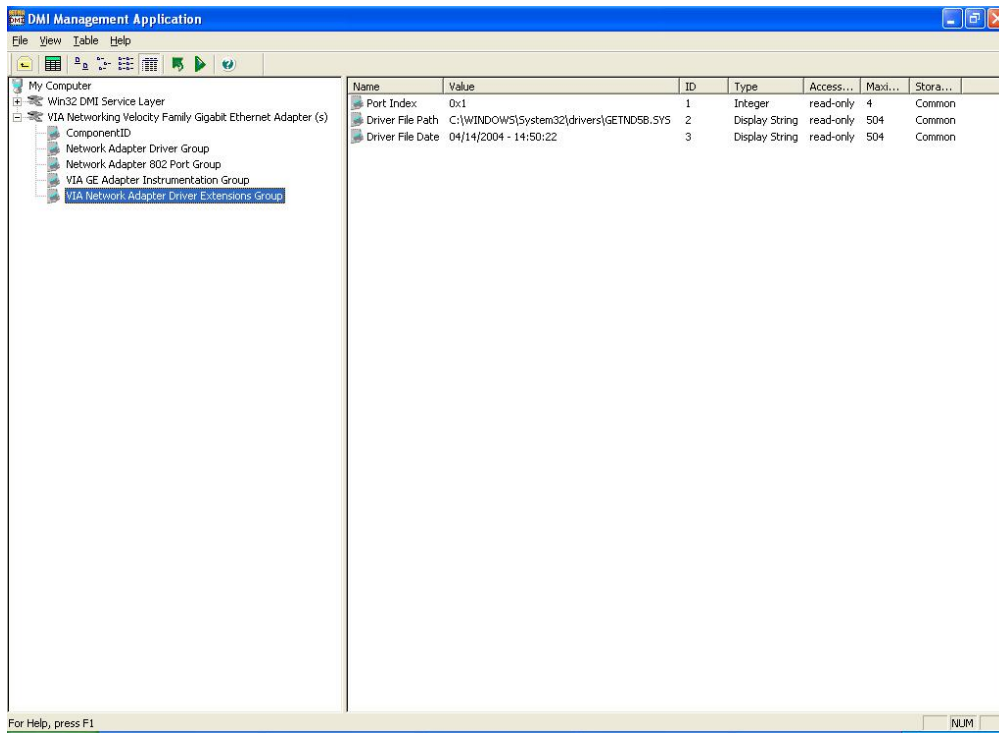 DMI Management Application
File View Table Help
My Computer
Win32 DMI Service Layer
VIA Networking Velocity Family Gigabit Ethernet Adapter (s)
ComponentID
Network Adapter Driver Group
Network Adapter 802 Port Group
VIA GE Adapter Instrumentation Group
VIA Network Adapter Driver Extensions Group
Name Value ID Type Access... Maxi... Stora...
Port Index 0x1 1 Integer read-only 4 Common
Driver File Path C:\WINDOWS\System32\drivers\GETND5B.SYS 2 Display String read-only 504 Common
Driver File Date 04/14/2004 - 14:50:22 3 Display String read-only 504 Common
For Help, press F1
NUM